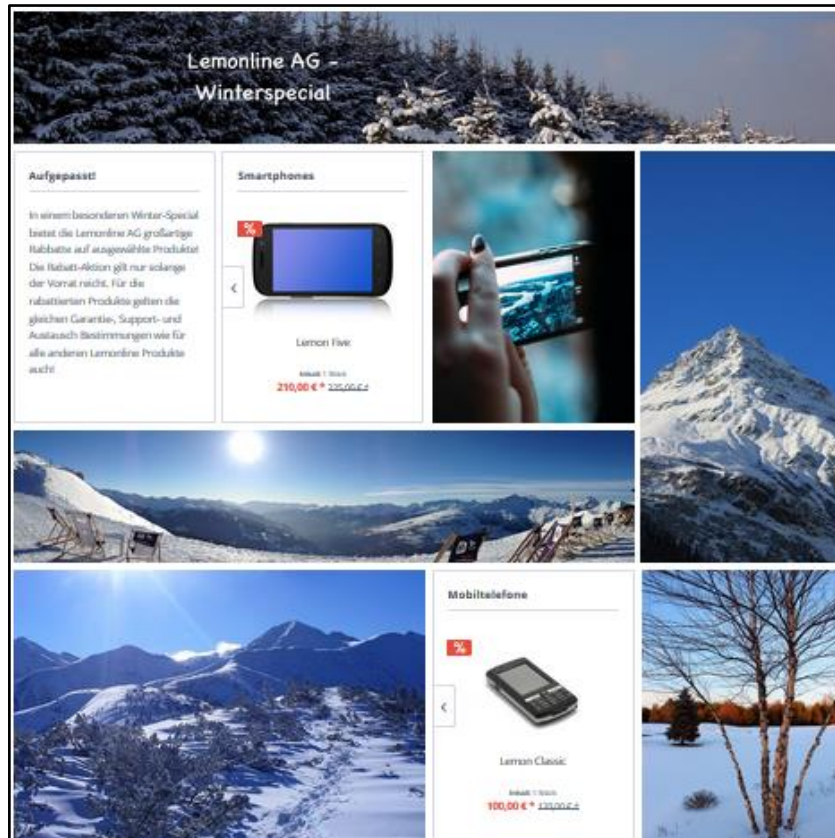 Lemonline AG -
Winterspecial
Aufgepasst!
In einem besonderen Winter-Special
bietet die Lemonline AG großartige
Rabbatte auf ausgewählte Produkte!
Die Rabatt-Aktion gilt nur solange
der Vorrat reicht. Für die
rabattierten Produkte gelten die
gleichen Garantie-, Support- und
Austausch Bestimmungen wie für
alle anderen Lemonline Produkte
auch!
Smartphones
%
Lemon Five
Inhalt 1 Stück
210,00 € *
Mobiltelefone
%
Lemon Classic
Inhalt 1 Stück
100,00 € *